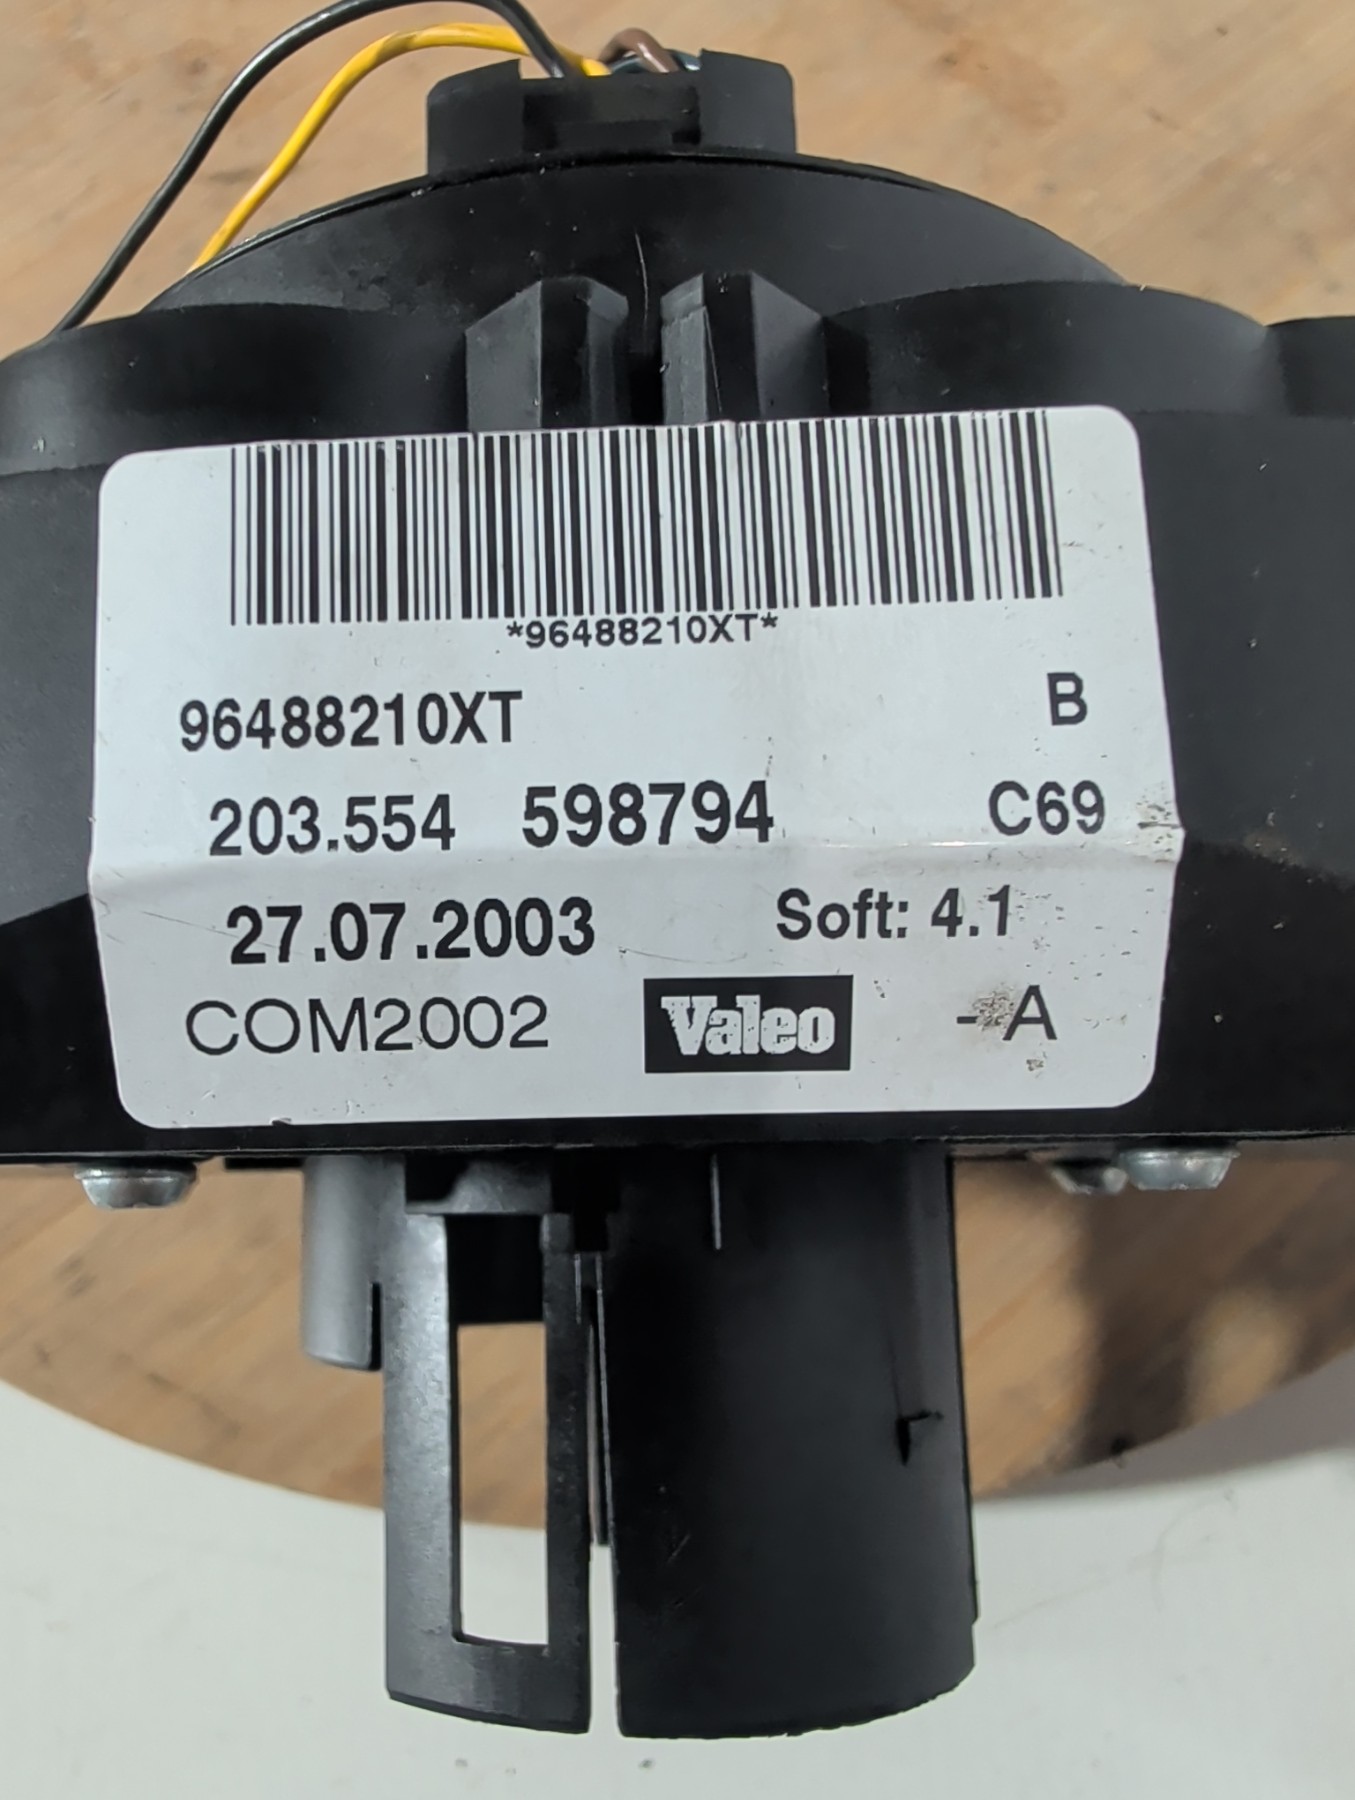 *96488210XT*
96488210XT B
203.554 598794 C69
27.07.2003 Soft: 4.1
COM2002 Valeo - A